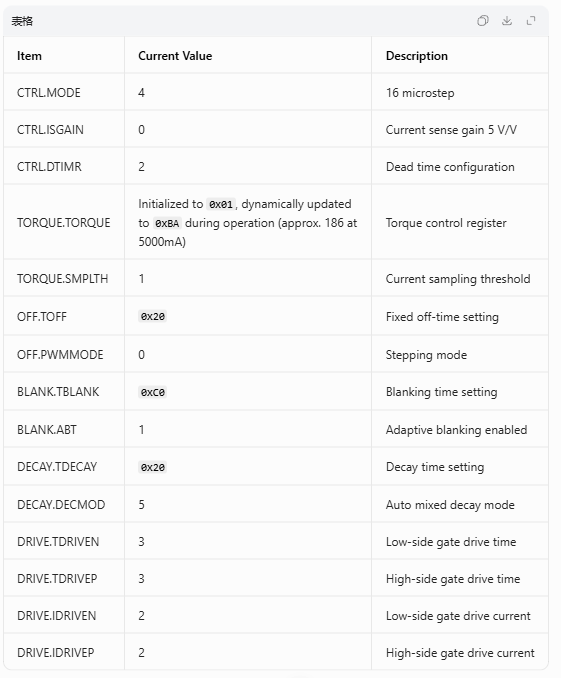 表格
Item Current Value Description
CTRL.MODE 4 16 microstep
CTRL.ISGAIN 0 Current sense gain 5 V/V
CTRL.DTIMR 2 Dead time configuration
Initialized to 0x01, dynamically updated
TORQUE.TORQUE to 0xBA during operation (approx. 186 at Torque control register
5000mA)
TORQUE.SMPLTH 1 Current sampling threshold
OFF.TOFF 0x20 Fixed off-time setting
OFF.PWMMODE 0 Stepping mode
BLANK.TBLANK 0xC0 Blanking time setting
BLANK.ABT 1 Adaptive blanking enabled
DECAY.TDECAY 0x20 Decay time setting
DECAY.DECMOD 5 Auto mixed decay mode
DRIVE.TDRIVEN 3 Low-side gate drive time
DRIVE.TDRIVEP 3 High-side gate drive time
DRIVE.IDRIVEN 2 Low-side gate drive current
DRIVE.IDRIVEP 2 High-side gate drive current